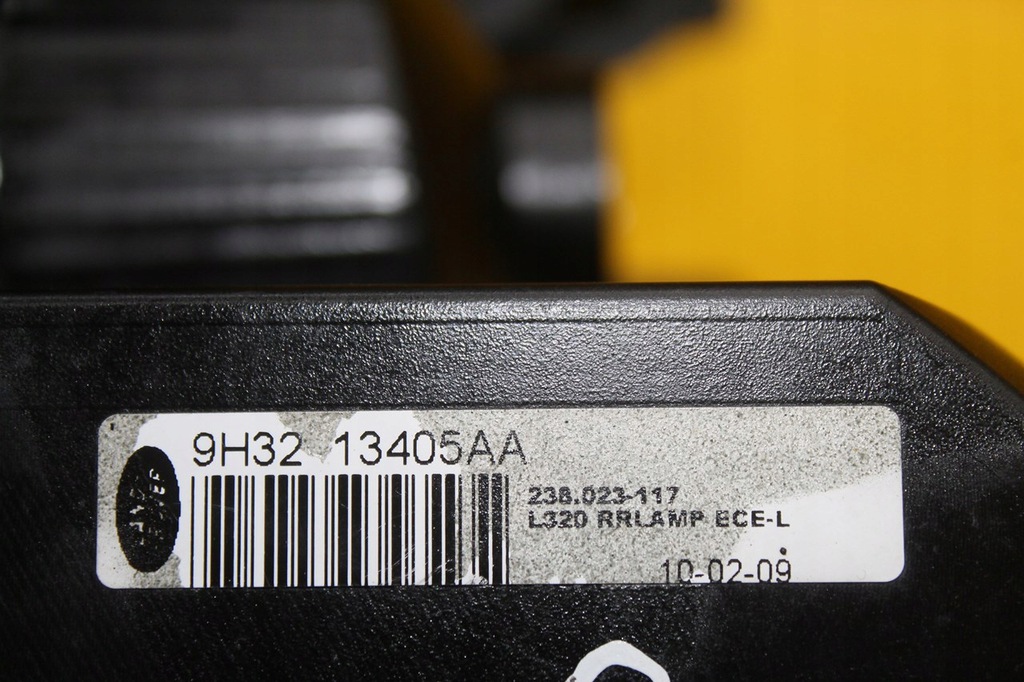 9H32 13405AA
238.023-117
L320 RRLAMP ECE-L
10-02-09